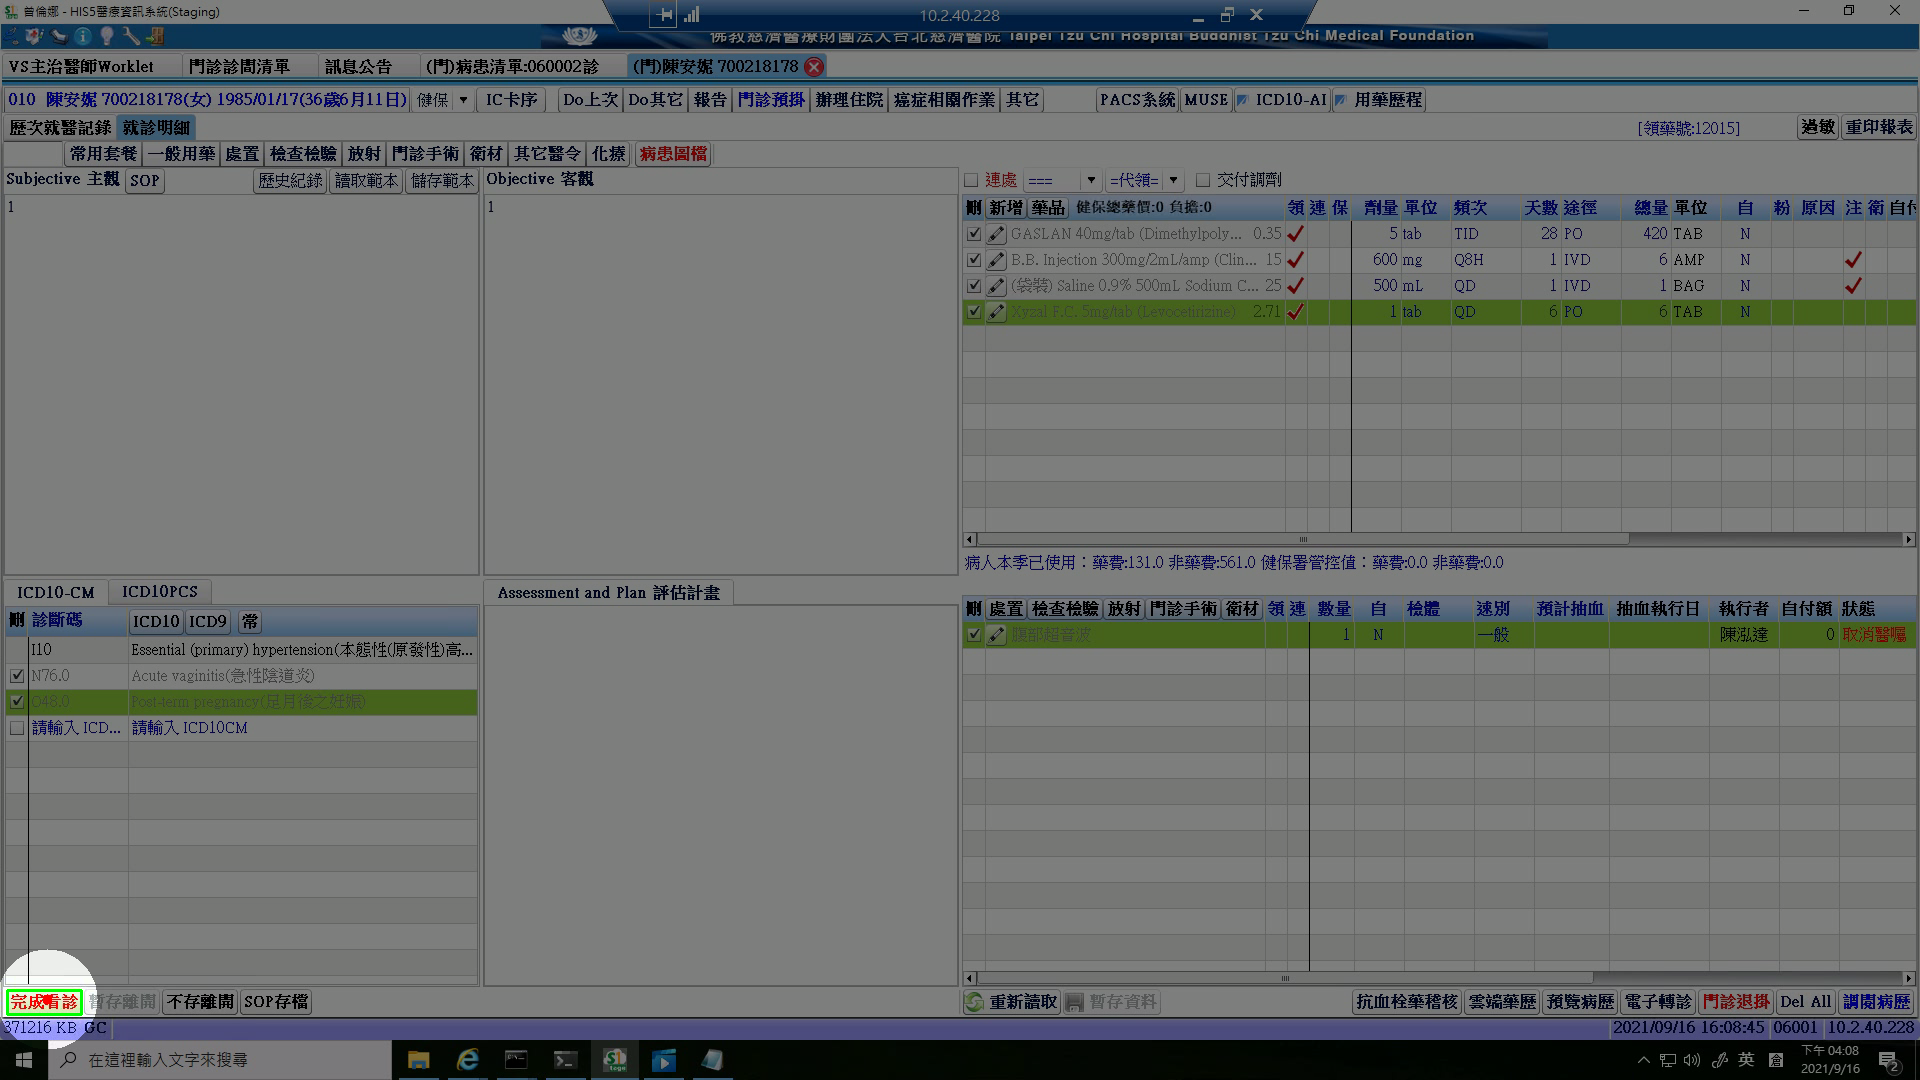 曾倫娜 - HIS5醫療資訊系統(Staging)
10.2.40.228
佛教慈濟醫療財團法人台北慈濟醫院 Taipei Tzu Chi Hospital Buddhist Tzu Chi Medical Foundation
VS主治醫師Worklet 門診診間清單 訊息公告 (門)病患清單:060002診 (門)陳安妮 700218178
010 陳安妮 700218178(女) 1985/01/17(36歲6月11日) 健保 IC卡序 Do上次 Do其它 報告 門診預掛 辦理住院 癌症相關作業 其它 PACS系統 MUSE ICD10-AI 用藥歷程
歷次就醫記錄 就診明細 [領藥號:12015] 過敏 重印報表
常用套餐 一般用藥 處置 檢查檢驗 放射 門診手術 衛材 其它醫令 化療 病患圖檔
Subjective 主觀 SOP 歷史紀錄 讀取範本 儲存範本 Objective 客觀 連處 === =代領= 交付調劑
1 1
刪 新增 藥品 健保總藥價:0 負擔:0 領 連 保 劑量 單位 頻次 天數 途徑 總量 單位 自 粉 原因 注 衛 自付
GASLAN 40mg/tab (Dimethylpoly... 0.35 5 tab TID 28 PO 420 TAB N
B.B. Injection 300mg/2mL/amp (Clin... 15 600 mg Q8H 1 IVD 6 AMP N
(袋裝) Saline 0.9% 500mL Sodium C... 25 500 mL QD 1 IVD 1 BAG N
Xyzal F.C. 5mg/tab (Levocetirizine) 2.71 1 tab QD 6 PO 6 TAB N
病人本季已使用：藥費:131.0 非藥費:561.0 健保署管控值：藥費:0.0 非藥費:0.0
ICD10-CM ICD10PCS Assessment and Plan 評估計畫
刪 診斷碼 ICD10 ICD9 常
I10 Essential (primary) hypertension(本態性(原發性)高...
N76.0 Acute vaginitis(急性陰道炎)
O48.0 Post-term pregnancy(足月後之妊娠)
請輸入 ICD... 請輸入 ICD10CM
刪 處置 檢查檢驗 放射 門診手術 衛材 領 連 數量 自 檢體 速別 預計抽血 抽血執行日 執行者 自付額 狀態
腹部超音波 1 N 一般 陳泓達 0 取消醫囑
完成看診 暫存離開 不存離開 SOP存檔 重新讀取 暫存資料 抗血栓藥稽核 雲端藥歷 預覽病歷 電子轉診 門診退掛 Del All 調閱病歷
371216 KB GC 2021/09/16 16:08:45 06001 10.2.40.228
在這裡輸入文字來搜尋 英 下午 04:08
2021/9/16 2